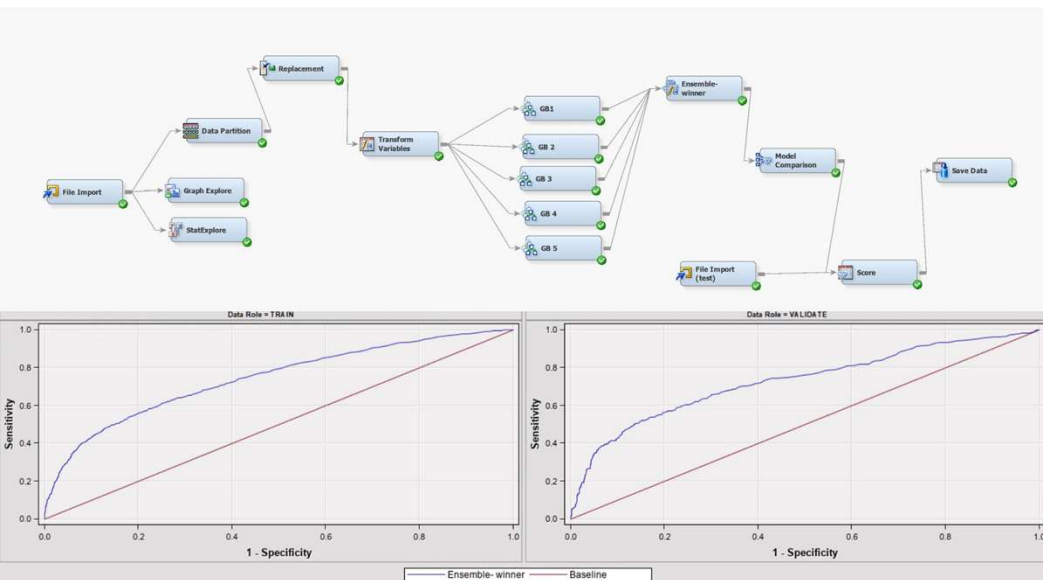 Replacement
Ensemble-
winner
GB1
Data Partition
Transform
Variables
GB 2
Model
Comparison
Save Data
File Import
Graph Explore
GB 3
GB 4
StatExplore
GB 5
File Import
(test)
Score
Data Role = TRAIN
Data Role = VALIDATE
1.0
0.8
0.6
0.4
0.2
0.0
Sensitivity
0.0 0.2 0.4 0.6 0.8 1.0
1 - Specificity
1.0
0.8
0.6
0.4
0.2
0.0
Sensitivity
0.0 0.2 0.4 0.6 0.8 1.0
1 - Specificity
Ensemble- winner Baseline